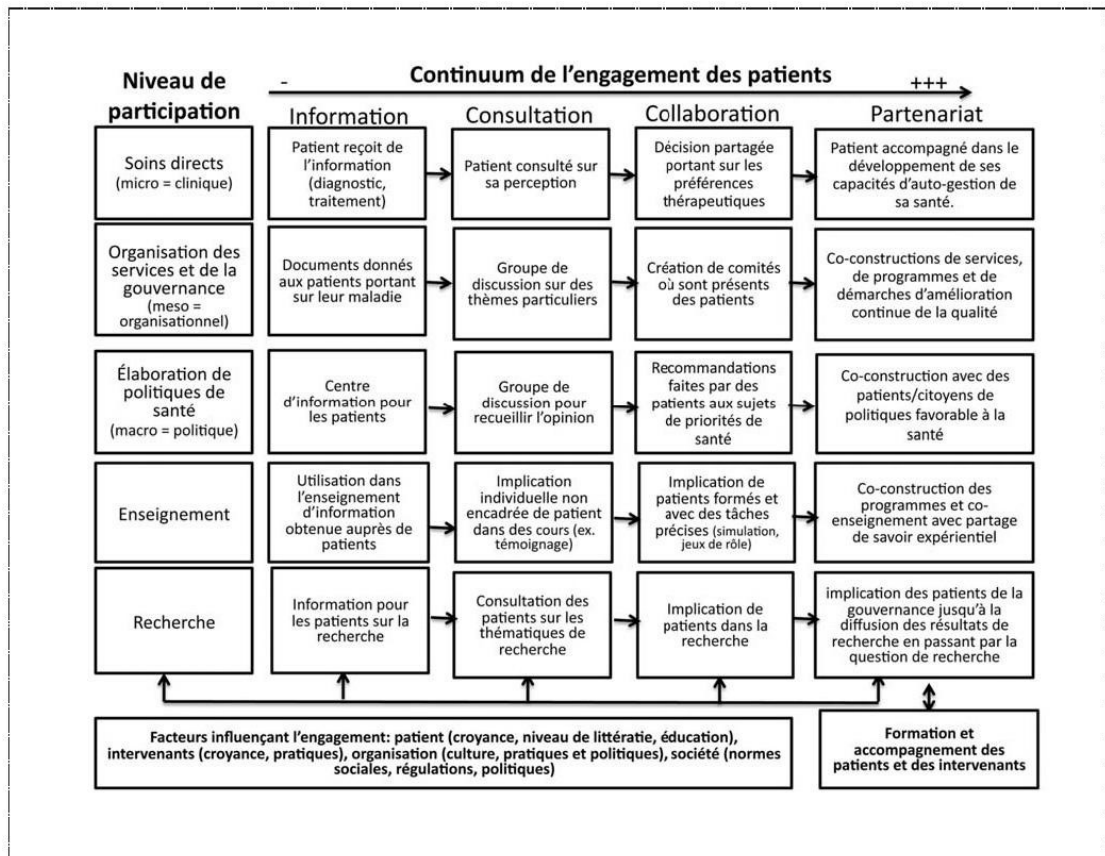 Niveau de
participation
Continuum de l’engagement des patients
-
+++
Information
Consultation
Collaboration
Partenariat
Soins directs
(micro = clinique)
Patient reçoit de
l’information
(diagnostic,
traitement)
Patient consulté sur
sa perception
Décision partagée
portant sur les
préférences
thérapeutiques
Patient accompagné dans le
développement de ses
capacités d’auto-gestion de
sa santé.
Organisation des
services et de la
gouvernance
(meso =
organisationnel)
Documents donnés
aux patients portant
sur leur maladie
Groupe de
discussion sur des
thèmes particuliers
Création de comités
où sont présents
des patients
Co-constructions de services,
de programmes et de
démarches d’amélioration
continue de la qualité
Élaboration de
politiques de
santé
(macro = politique)
Centre
d’information pour
les patients
Groupe de
discussion pour
recueillir l’opinion
Recommandations
faites par des
patients aux sujets
de priorités de
santé
Co-construction avec des
patients/citoyens de
politiques favorable à la
santé
Enseignement
Utilisation dans
l’enseignement
d’information
obtenue auprès de
patients
Implication
individuelle non
encadrée de patient
dans des cours (ex.
témoignage)
Implication de
patients formés et
avec des tâches
précises (simulation,
jeux de rôle)
Co-construction des
programmes et co-
enseignement avec partage
de savoir expérientiel
Recherche
Information pour
les patients sur la
recherche
Consultation des
patients sur les
thématiques de
recherche
Implication de
patients dans la
recherche
implication des patients de la
gouvernance jusqu’à la
diffusion des résultats de
recherche en passant par la
question de recherche
Facteurs influençant l’engagement: patient (croyance, niveau de littératie, éducation),
intervenants (croyance, pratiques), organisation (culture, pratiques et politiques), société (normes
sociales, régulations, politiques)
Formation et
accompagnement des
patients et des intervenants